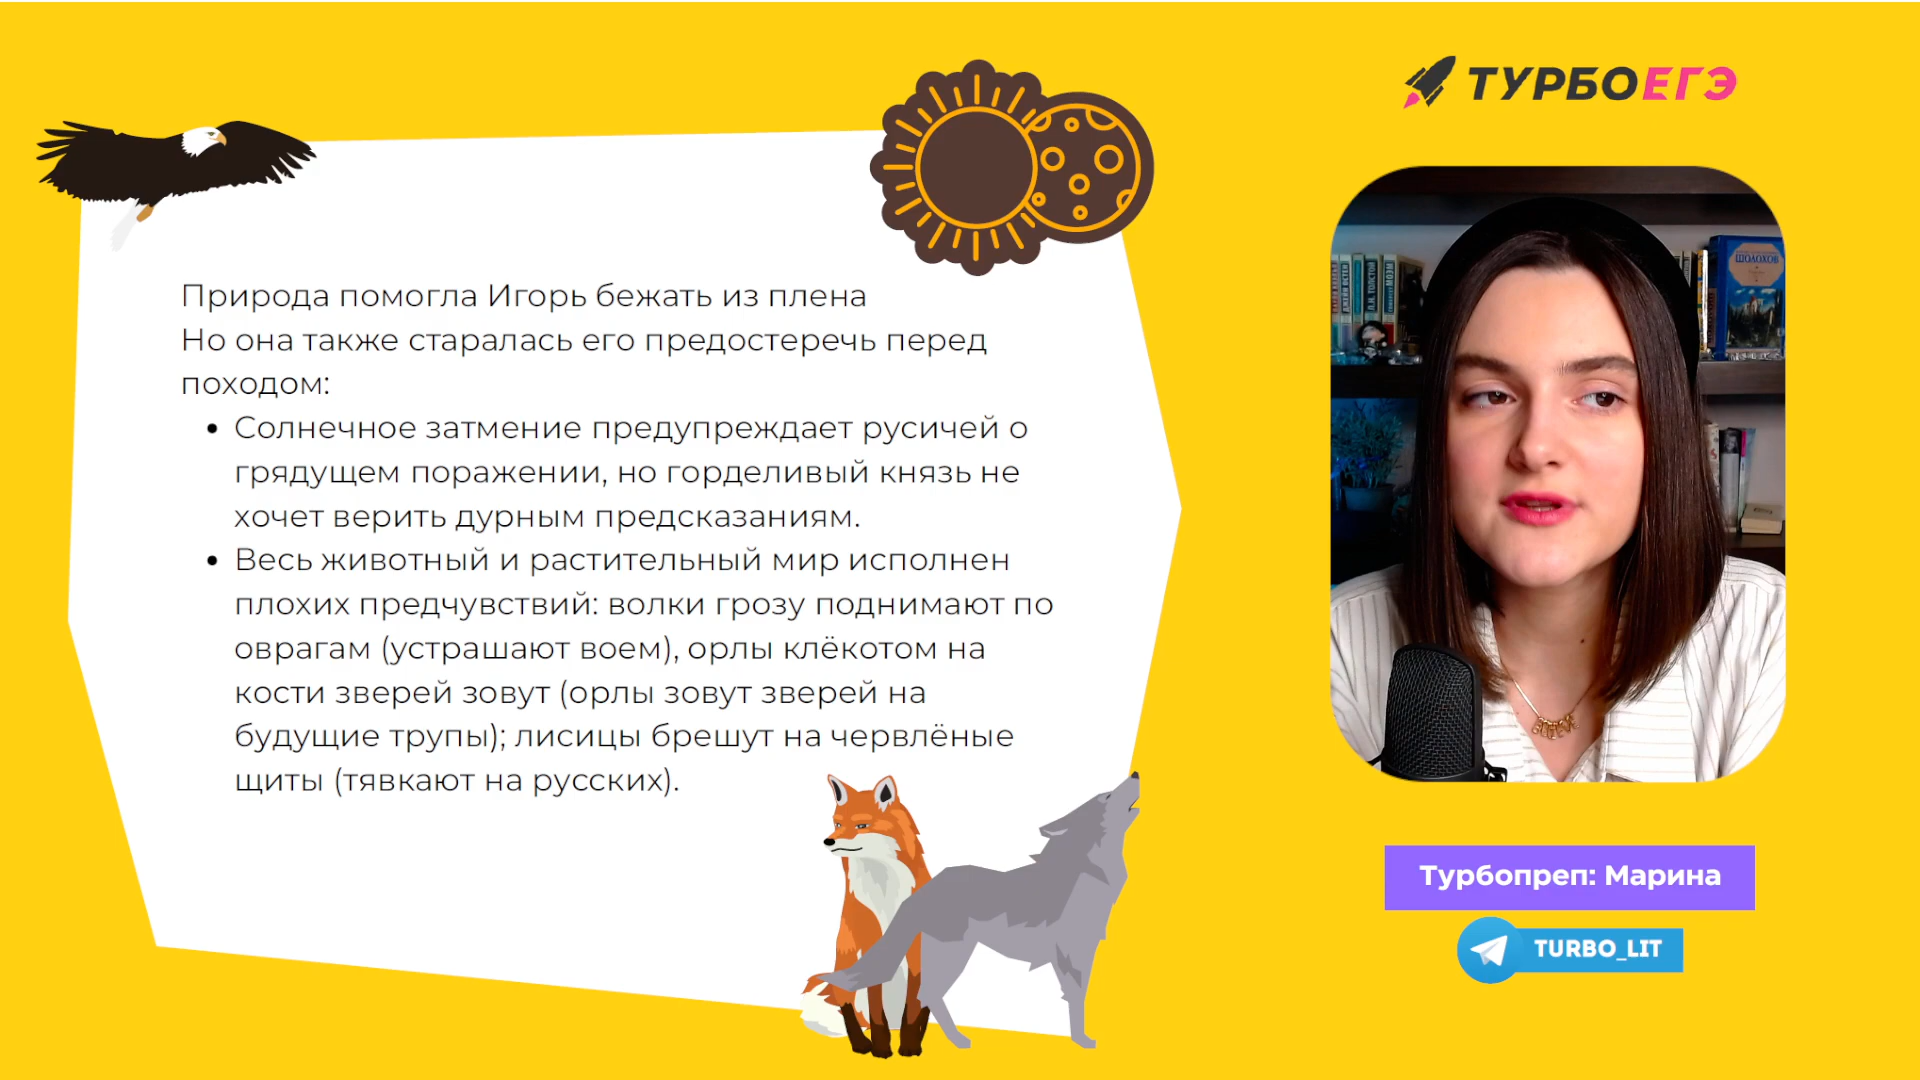 ТУРБОЕГЭ
Природа помогла Игорь бежать из плена
Но она также старалась его предостеречь перед
походом:
• Солнечное затмение предупреждает русичей о
грядущем поражении, но горделивый князь не
хочет верить дурным предсказаниям.
• Весь животный и растительный мир исполнен
плохих предчувствий: волки грозу поднимают по
оврагам (устрашают воем), орлы клёкотом на
кости зверей зовут (орлы зовут зверей на
будущие трупы); лисицы брешут на червлёные
щиты (тявкают на русских).
ШОЛОХОВ
Л.Н. ТОЛСТОЙ
Турбопреп: Марина
TURBO_LIT